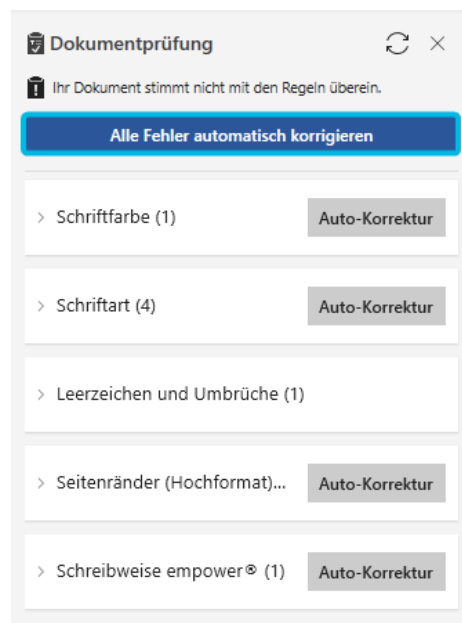 Dokumentprüfung
Ihr Dokument stimmt nicht mit den Regeln überein.
Alle Fehler automatisch korrigieren
Schriftfarbe (1) Auto-Korrektur
Schriftart (4) Auto-Korrektur
Leerzeichen und Umbrüche (1)
Seitenränder (Hochformat)... Auto-Korrektur
Schreibweise empower® (1) Auto-Korrektur